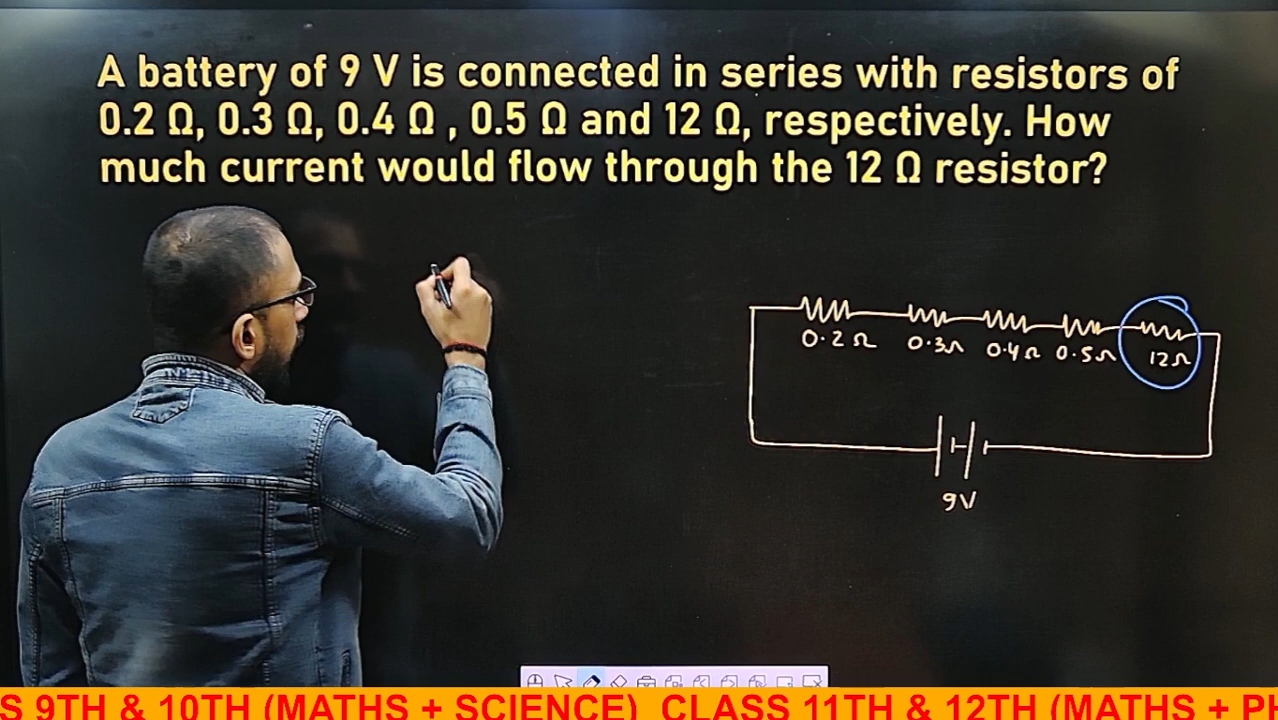 A battery of 9 V is connected in series with resistors of
0.2 Ω, 0.3 Ω, 0.4 Ω , 0.5 Ω and 12 Ω, respectively. How
much current would flow through the 12 Ω resistor?
0.2 Ω 0.3 Ω 0.4 Ω 0.5 Ω 12 Ω
9V
S 9TH & 10TH (MATHS + SCIENCE) CLASS 11TH & 12TH (MATHS + PH